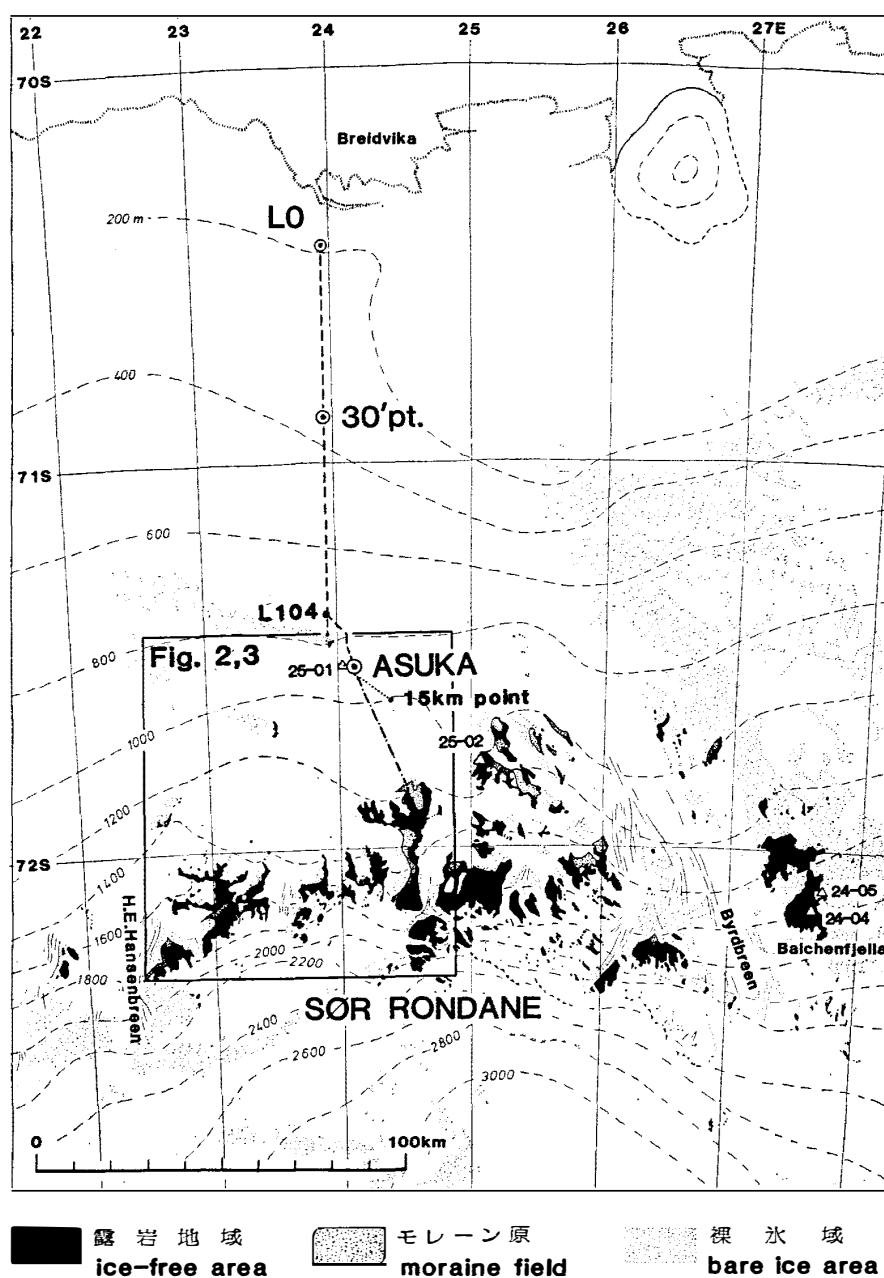 22 23 24 25 26 27E
70S
Breidvika
L0
200 m
400
30'pt.
71S
600
L104
800
Fig. 2,3
25-01
ASUKA
15km point
1000
25-02
1200
72S
1400
24-05
24-04
H.E.Hansenbreen
1600
Byrdbreen
Balchenfjella
1800
2000
2200
SØR RONDANE
2400
2600
2800
3000
0 100km
露岩地域 モレーン原 裸氷域
ice-free area moraine field bare ice area